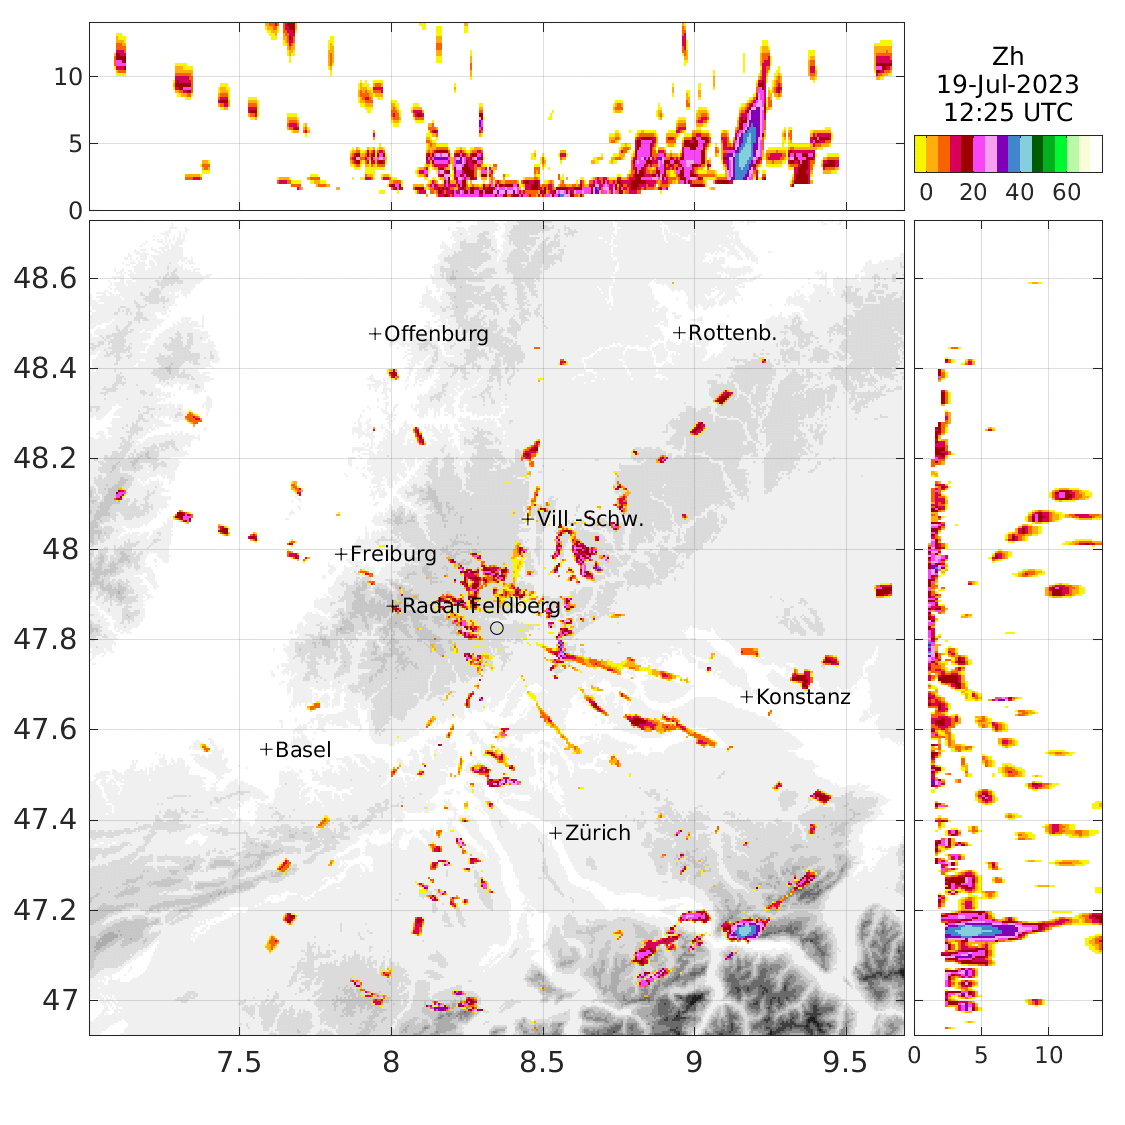 10
5
0
Zh
19-Jul-2023
12:25 UTC
0 20 40 60
48.6
48.4
48.2
48
47.8
47.6
47.4
47.2
47
+Offenburg
+Rottenb.
+Vill.-Schw.
+Freiburg
+Radar Feldberg
+Konstanz
+Basel
+Zürich
7.5 8 8.5 9 9.5
0 5 10